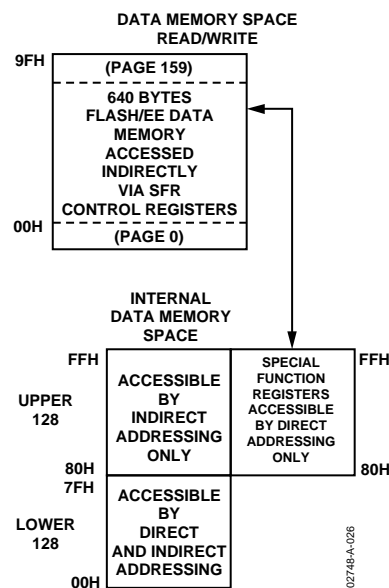 DATA MEMORY SPACE
READ/WRITE
9FH
(PAGE 159)
640 BYTES
FLASH/EE DATA
MEMORY
ACCESSED
INDIRECTLY
VIA SFR
CONTROL REGISTERS
00H
(PAGE 0)
INTERNAL
DATA MEMORY
SPACE
FFH
ACCESSIBLE
BY
INDIRECT
ADDRESSING
ONLY
UPPER
128
80H
SPECIAL
FUNCTION
REGISTERS
ACCESSIBLE
BY DIRECT
ADDRESSING
ONLY
FFH
80H
7FH
ACCESSIBLE
BY
DIRECT
AND INDIRECT
ADDRESSING
LOWER
128
00H
02748-A-026